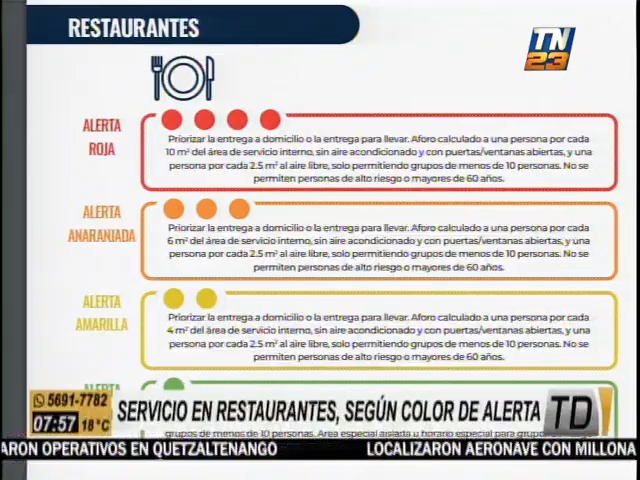 RESTAURANTES
TN
23
ALERTA
ROJA
Priorizar la entrega a domicilio o la entrega para llevar. Aforo calculado a una persona por cada
10 m² del área de servicio interno, sin aire acondicionado y con puertas/ventanas abiertas, y una
persona por cada 2.5 m² al aire libre, solo permitiendo grupos de menos de 10 personas. No se
permiten personas de alto riesgo o mayores de 60 años.
ALERTA
ANARANJADA
Priorizar la entrega a domicilio o la entrega para llevar. Aforo calculado a una persona por cada
6 m² del área de servicio interno, sin aire acondicionado y con puertas/ventanas abiertas, y una
persona por cada 2.5 m² al aire libre, solo permitiendo grupos de menos de 10 personas. No se
permiten personas de alto riesgo o mayores de 60 años.
ALERTA
AMARILLA
Priorizar la entrega a domicilio o la entrega para llevar. Aforo calculado a una persona por cada
4 m² del área de servicio interno, sin aire acondicionado y con puertas/ventanas abiertas, y una
persona por cada 2.5 m² al aire libre, solo permitiendo grupos de menos de 10 personas. No se
permiten personas de alto riesgo o mayores de 60 años.
ALERTA
5691-7782
07:57 18°C
SERVICIO EN RESTAURANTES, SEGÚN COLOR DE ALERTA
TD!
grupos de menos de 10 personas. Área especial aislada u horario especial para
ARON OPERATIVOS EN QUETZALTENANGO LOCALIZARON AERONAVE CON MILLONA